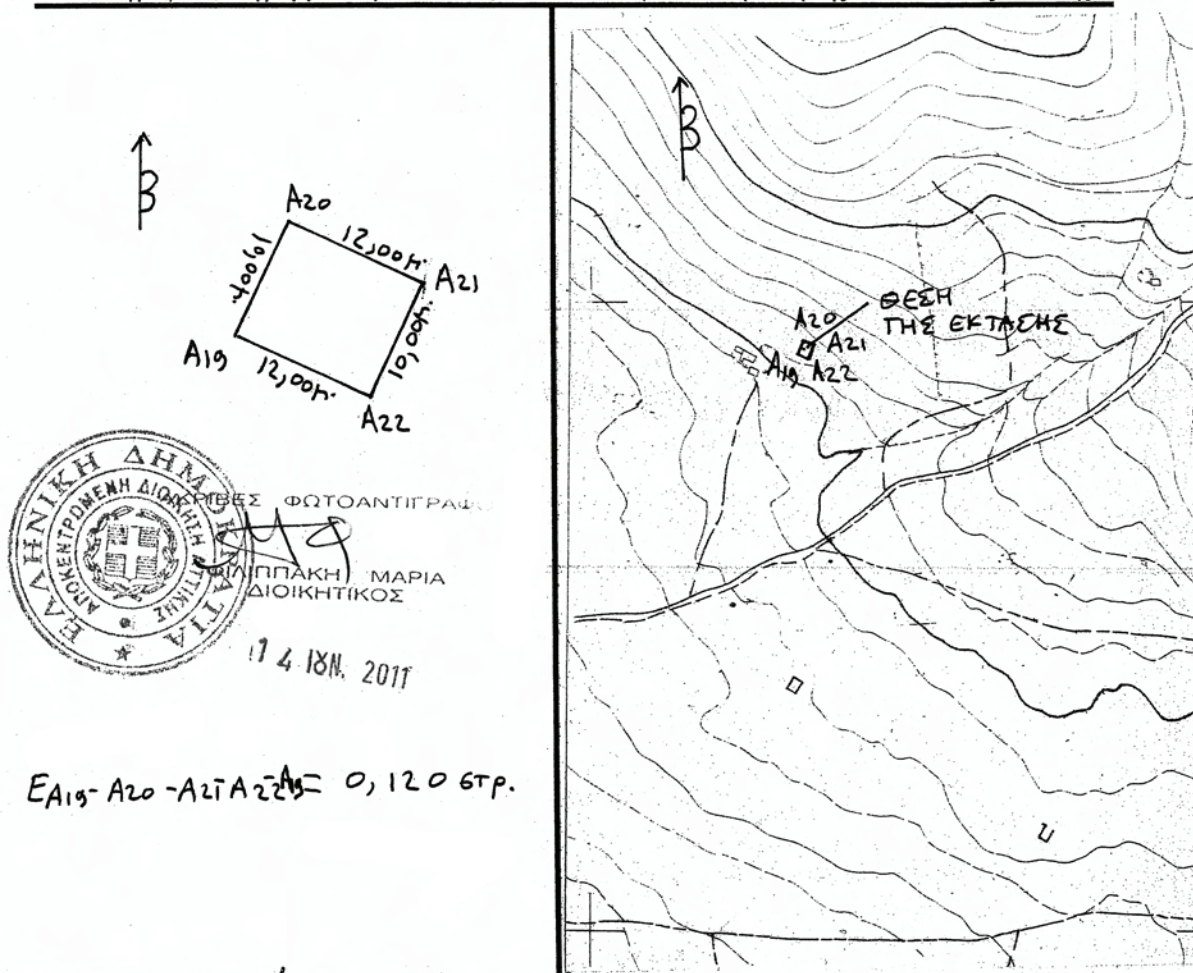 Β
Α20
12,00μ.
Α21
10,00μ.
Α19
10,00μ.
12,00μ.
Α22
ΕΛΛΗΝΙΚΗ ΔΗΜΟΚΡΑΤΙΑ
ΑΠΟΚΕΝΤΡΩΜΕΝΗ ΔΙΟΙΚΗΣΗ ΑΤΤΙΚΗΣ
ΑΚΡΙΒΕΣ ΦΩΤΟΑΝΤΙΓΡΑΦΟ
ΦΙΛΙΠΠΑΚΗ ΜΑΡΙΑ
ΔΙΟΙΚΗΤΙΚΟΣ
14 ΙΟΥΝ. 2011
ΕΑ19-Α20-Α21-Α22-Α19= 0,120 στρ.
Β
ΘΕΣΗ
ΤΗΣ ΕΚΤΑΣΗΣ
Α20
Α21
Α19 Α22